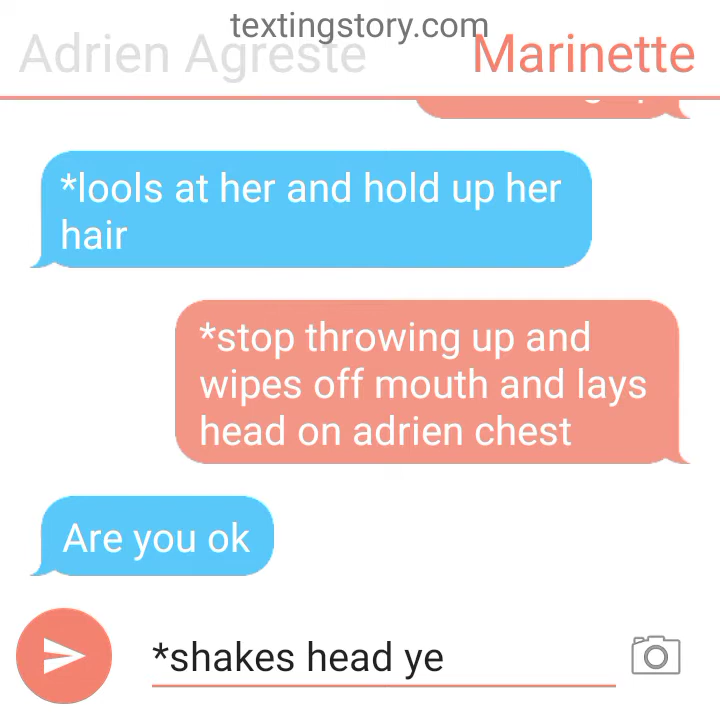 textingstory.com
Adrien Agreste
Marinette
*lools at her and hold up her
hair
*stop throwing up and
wipes off mouth and lays
head on adrien chest
Are you ok
*shakes head ye